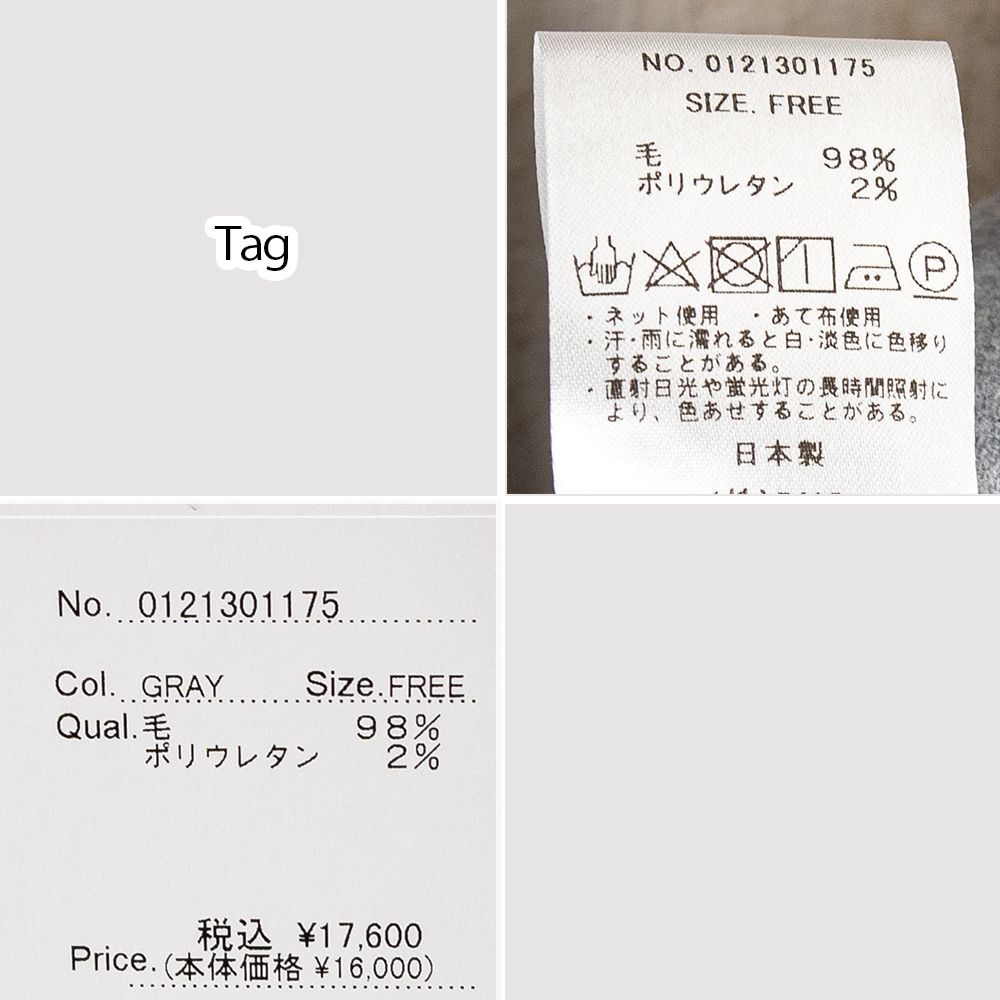 Tag
NO. 0121301175
SIZE. FREE
毛 98%
ポリウレタン 2%
P
・ネット使用 ・あて布使用
・汗・雨に濡れると白・淡色に色移り
することがある。
・直射日光や蛍光灯の長時間照射に
より、色あせすることがある。
日本製
No. 0121301175
Col. GRAY Size. FREE
Qual. 毛 98%
ポリウレタン 2%
税込 ¥17,600
Price. (本体価格 ¥16,000)